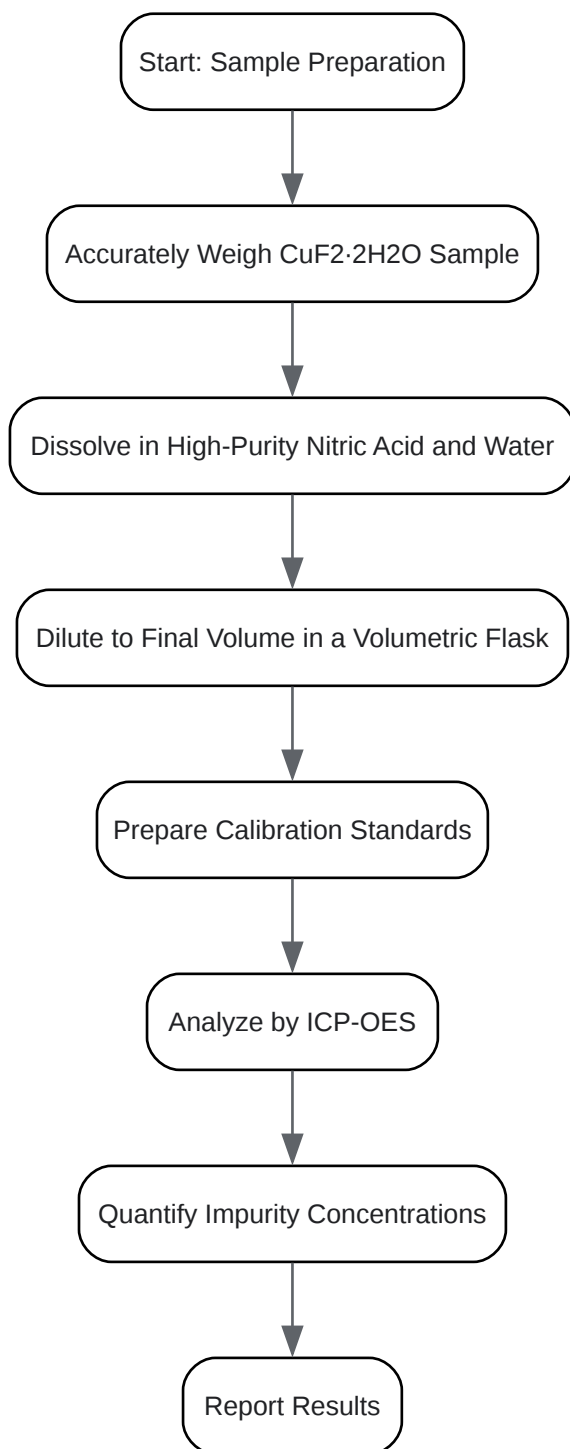 Start: Sample Preparation
Accurately Weigh CuF2·2H2O Sample
Dissolve in High-Purity Nitric Acid and Water
Dilute to Final Volume in a Volumetric Flask
Prepare Calibration Standards
Analyze by ICP-OES
Quantify Impurity Concentrations
Report Results